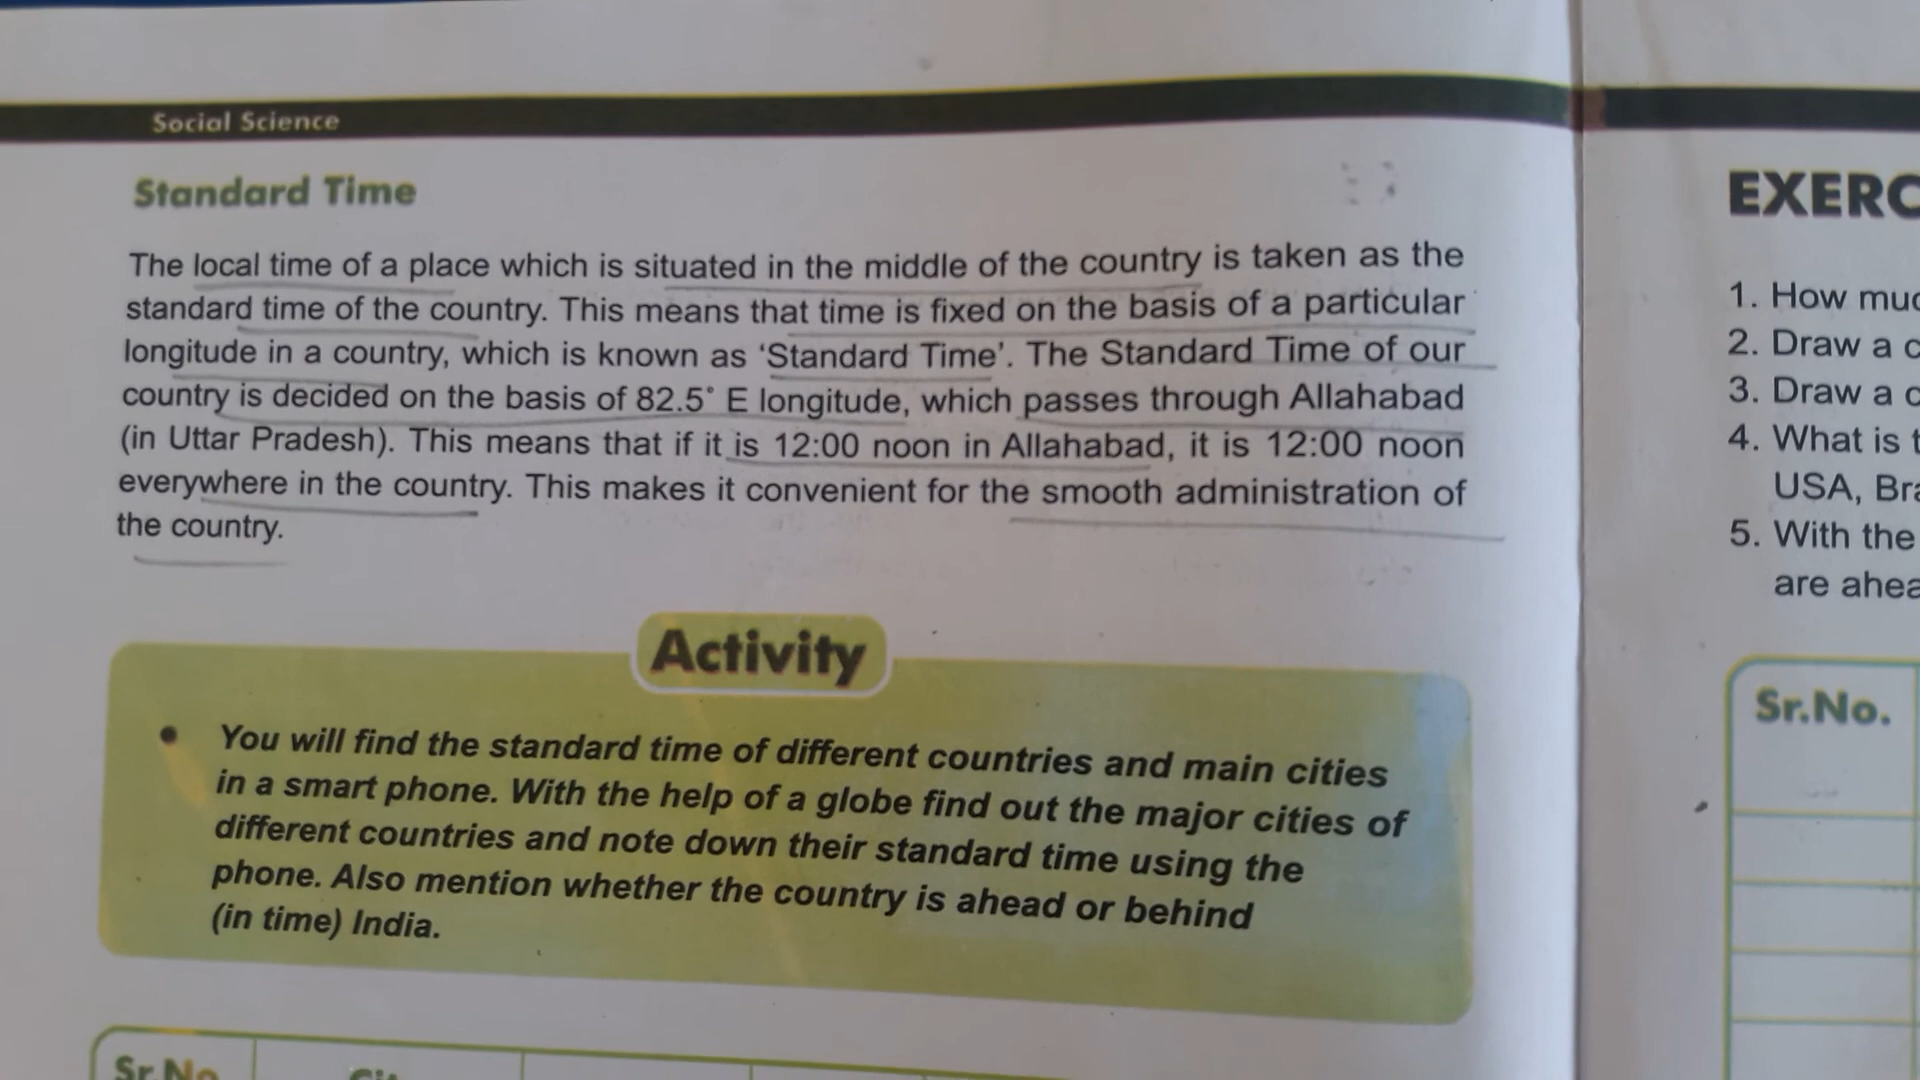 Social Science
Standard Time
The local time of a place which is situated in the middle of the country is taken as the
standard time of the country. This means that time is fixed on the basis of a particular
longitude in a country, which is known as ‘Standard Time’. The Standard Time of our
country is decided on the basis of 82.5° E longitude, which passes through Allahabad
(in Uttar Pradesh). This means that if it is 12:00 noon in Allahabad, it is 12:00 noon
everywhere in the country. This makes it convenient for the smooth administration of
the country.
Activity
• You will find the standard time of different countries and main cities
in a smart phone. With the help of a globe find out the major cities of
different countries and note down their standard time using the
phone. Also mention whether the country is ahead or behind
(in time) India.
Sr.No
EXERC
1. How muc
2. Draw a c
3. Draw a c
4. What is t
USA, Bra
5. With the
are ahea
Sr.No.